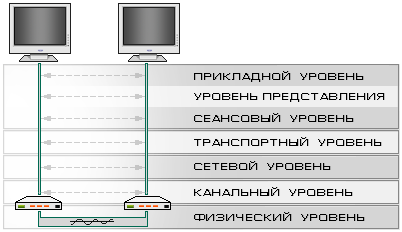 ПРИКЛАДНОЙ УРОВЕНЬ
УРОВЕНЬ ПРЕДСТАВЛЕНИЯ
СЕАНСОВЫЙ УРОВЕНЬ
ТРАНСПОРТНЫЙ УРОВЕНЬ
СЕТЕВОЙ УРОВЕНЬ
КАНАЛЬНЫЙ УРОВЕНЬ
ФИЗИЧЕСКИЙ УРОВЕНЬ